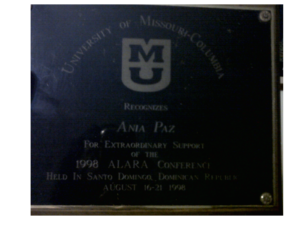 University of Missouri-Columbia
MU
Recognizes
Ania Paz
For Extraordinary Support
of the
1998 ALARA Conference
Held in Santo Domingo, Dominican Republic
August 16-21 1998